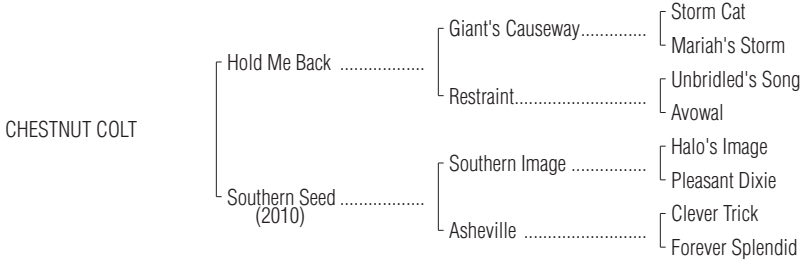 Storm Cat
Giant's Causeway..............
Mariah's Storm
Hold Me Back ..................
Unbridled's Song
Restraint............................
Avowal
CHESTNUT COLT
Halo's Image
Southern Image ................
Pleasant Dixie
Southern Seed ..................
(2010)
Clever Trick
Asheville ..........................
Forever Splendid